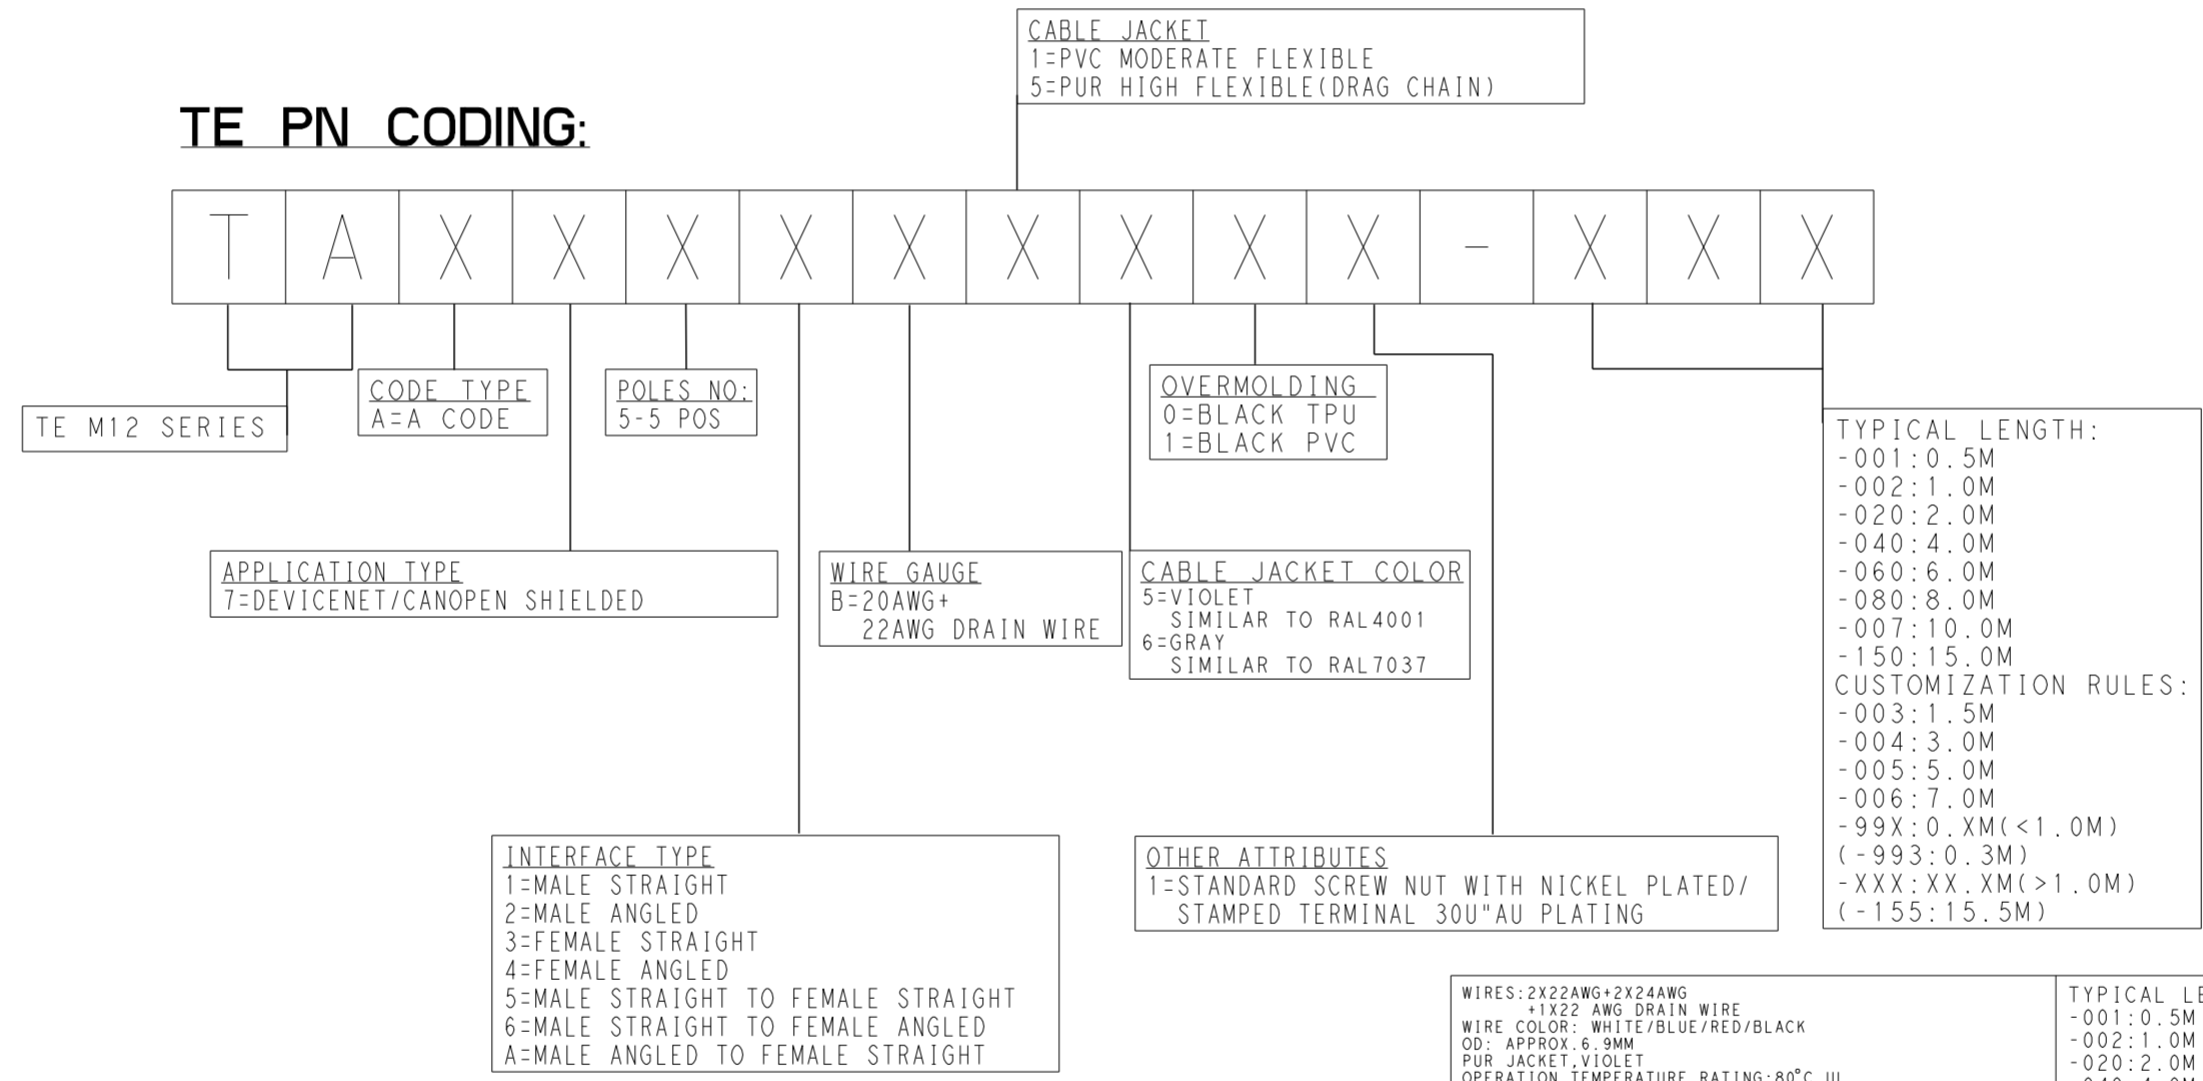 CABLE JACKET
1=PVC MODERATE FLEXIBLE
5=PUR HIGH FLEXIBLE(DRAG CHAIN)
TE PN CODING:
T A X X X X X X X X X - X X X
TE M12 SERIES
CODE TYPE
A=A CODE
POLES NO:
5-5 POS
OVERMOLDING
0=BLACK TPU
1=BLACK PVC
APPLICATION TYPE
7=DEVICENET/CANOPEN SHIELDED
WIRE GAUGE
B=20AWG+
22AWG DRAIN WIRE
CABLE JACKET COLOR
5=VIOLET
SIMILAR TO RAL4001
6=GRAY
SIMILAR TO RAL7037
TYPICAL LENGTH:
-001:0.5M
-002:1.0M
-020:2.0M
-040:4.0M
-060:6.0M
-080:8.0M
-007:10.0M
-150:15.0M
CUSTOMIZATION RULES:
-003:1.5M
-004:3.0M
-005:5.0M
-006:7.0M
-99X:0.XM(<1.0M)
(-993:0.3M)
-XXX:XX.XM(>1.0M)
(-155:15.5M)
INTERFACE TYPE
1=MALE STRAIGHT
2=MALE ANGLED
3=FEMALE STRAIGHT
4=FEMALE ANGLED
5=MALE STRAIGHT TO FEMALE STRAIGHT
6=MALE STRAIGHT TO FEMALE ANGLED
A=MALE ANGLED TO FEMALE STRAIGHT
OTHER ATTRIBUTES
1=STANDARD SCREW NUT WITH NICKEL PLATED/
STAMPED TERMINAL 30U"AU PLATING
WIRES:2X22AWG+2X24AWG
+1X22 AWG DRAIN WIRE
WIRE COLOR: WHITE/BLUE/RED/BLACK
OD: APPROX.6.9MM
PUR JACKET,VIOLET
OPERATION TEMPERATURE RATING:80°C UL
TYPICAL LE
-001:0.5M
-002:1.0M
-020:2.0M